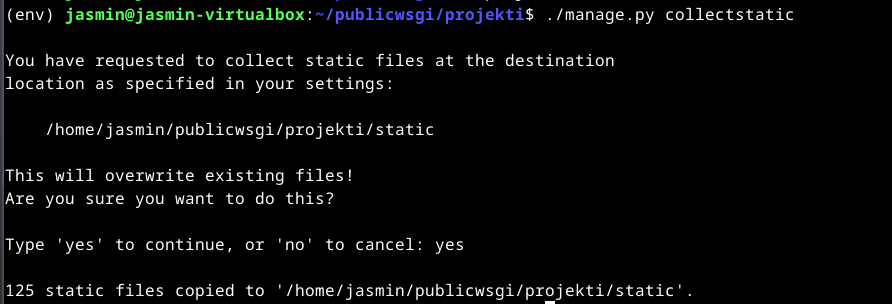 (env) jasmin@jasmin-virtualbox:~/publicwsgi/projekti$ ./manage.py collectstatic
You have requested to collect static files at the destination
location as specified in your settings:
/home/jasmin/publicwsgi/projekti/static
This will overwrite existing files!
Are you sure you want to do this?
Type 'yes' to continue, or 'no' to cancel: yes
125 static files copied to '/home/jasmin/publicwsgi/projekti/static'.